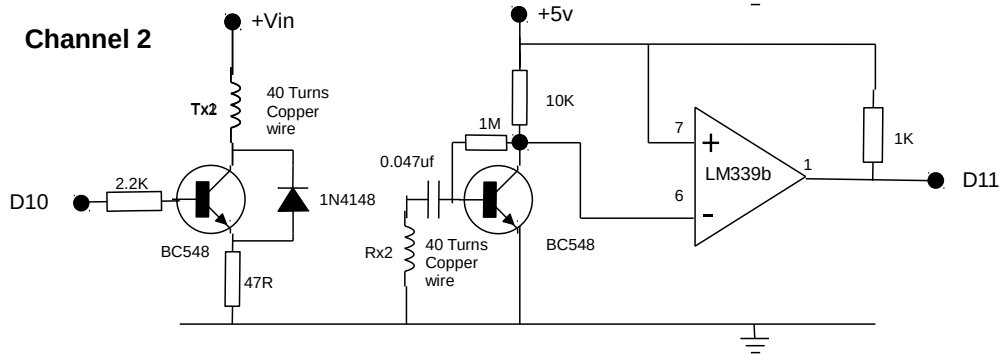 Channel 2
+Vin
+5v
40 Turns
Copper
wire
10K
1M
7
+
1K
0.047uf
LM339b
1
D11
2.2K
D10
1N4148
6
-
BC548
Rx2
40 Turns
Copper
wire
BC548
47R